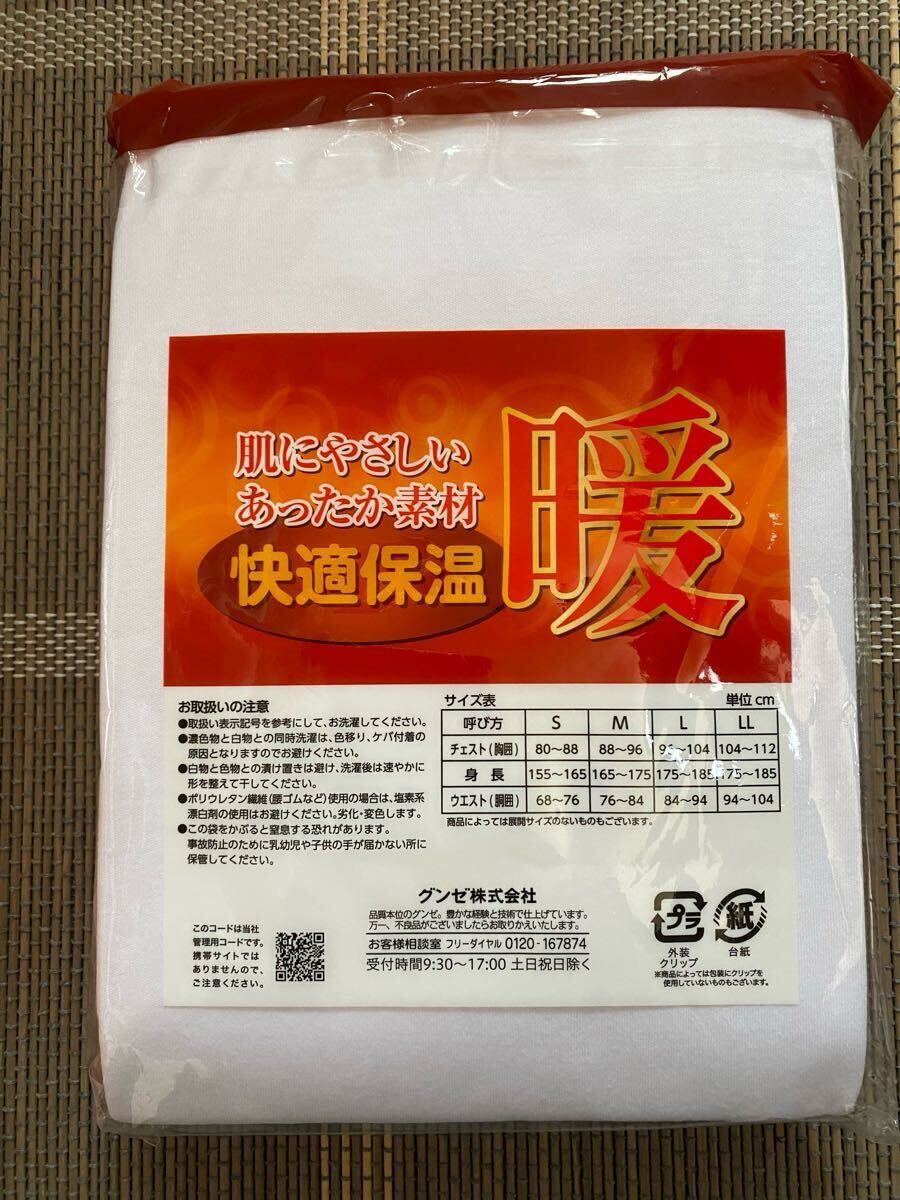 肌にやさしい
あったか素材
快適保温
暖
お取扱いの注意
●取扱い表示記号を参考にして、お洗濯してください。
●濃色物と白物との同時洗濯は、色移り、ケバ付着の
原因となりますのでお避けください。
●白物と色物との漬け置きは避け、洗濯後は速やかに
形を整えて干してください。
●ポリウレタン繊維(腰ゴムなど)使用の場合は、塩素系
漂白剤の使用はお避けください。劣化・変色します。
●この袋をかぶると窒息する恐れがあります。
事故防止のために乳幼児や子供の手が届かない所に
保管してください。
サイズ表 単位cm
呼び方 S M L LL
チェスト(胸囲) 80〜88 88〜96 96〜104 104〜112
身長 155〜165 165〜175 175〜185 175〜185
ウエスト(胴囲) 68〜76 76〜84 84〜94 94〜104
商品によっては展開サイズのないものもございます。
グンゼ株式会社
品質本位のグンゼ。豊かな経験と技術で仕上げています。
万一、不良品がございましたらお取りかえいたします。
お客様相談室 フリーダイヤル 0120-167874
受付時間9:30〜17:00 土日祝日除く
このコードは当社
管理用コードです。
携帯サイトでは
ありませんので、
ご注意ください。
プラ
外装
クリップ
紙
台紙
※商品によっては包装にクリップを
使用していないものもございます。